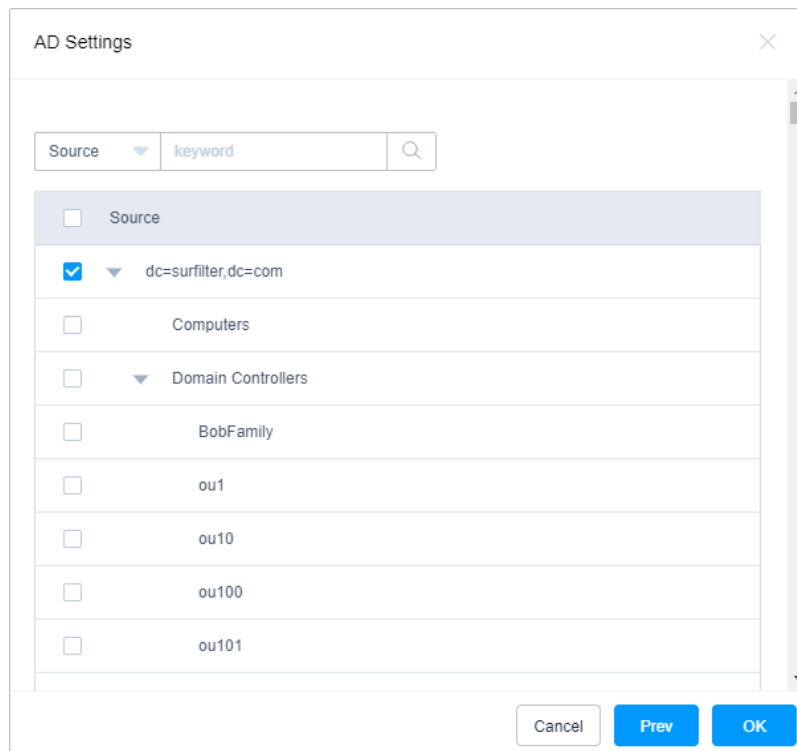 AD Settings
Source keyword
Source
dc=surfilter,dc=com
Computers
Domain Controllers
BobFamily
ou1
ou10
ou100
ou101
Cancel Prev OK